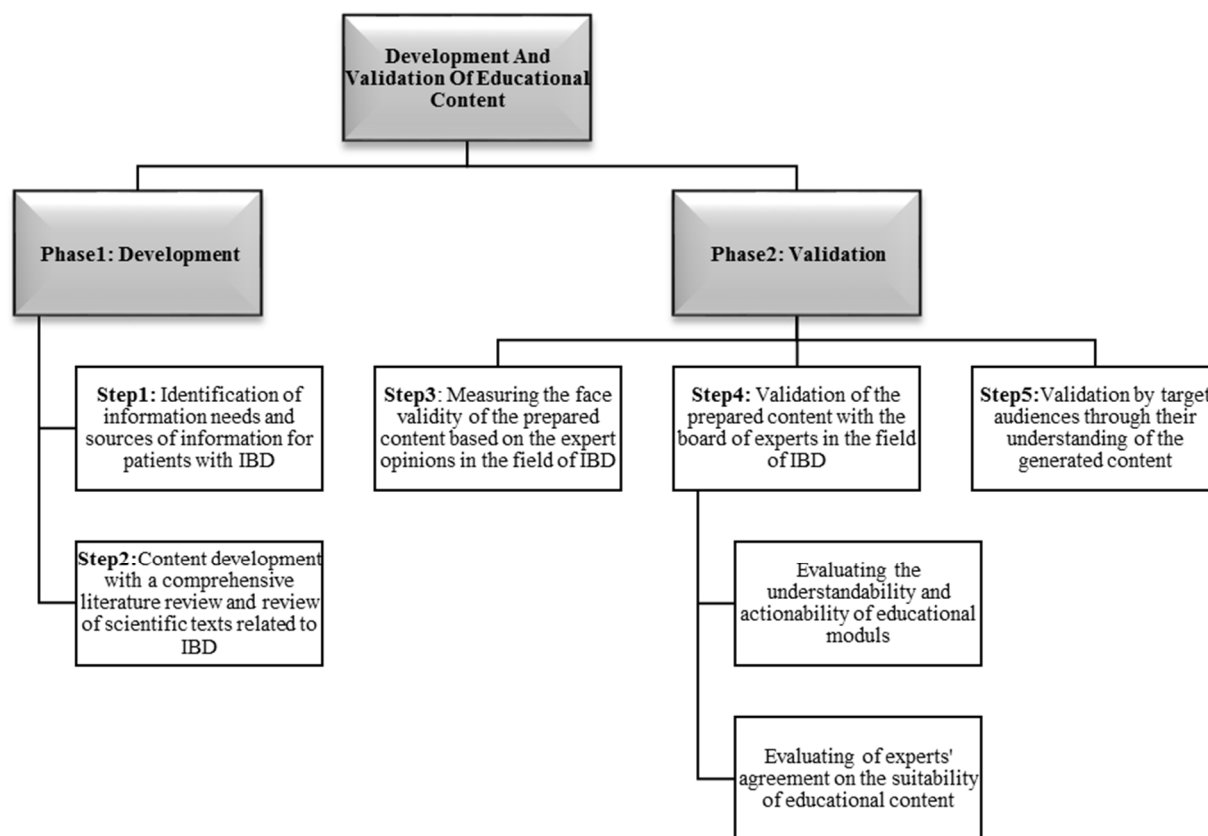 Development And
Validation Of Educational
Content
Phase1: Development
Phase2: Validation
Step1: Identification of
information needs and
sources of information for
patients with IBD
Step2:Content development
with a comprehensive
literature review and review
of scientific texts related to
IBD
Step3: Measuring the face
validity of the prepared
content based on the expert
opinions in the field of IBD
Step4: Validation of the
prepared content with the
board of experts in the field
of IBD
Evaluating the
understandability and
actionability of educational
moduls
Evaluating of experts'
agreement on the suitability
of educational content
Step5:Validation by target
audiences through their
understanding of the
generated content